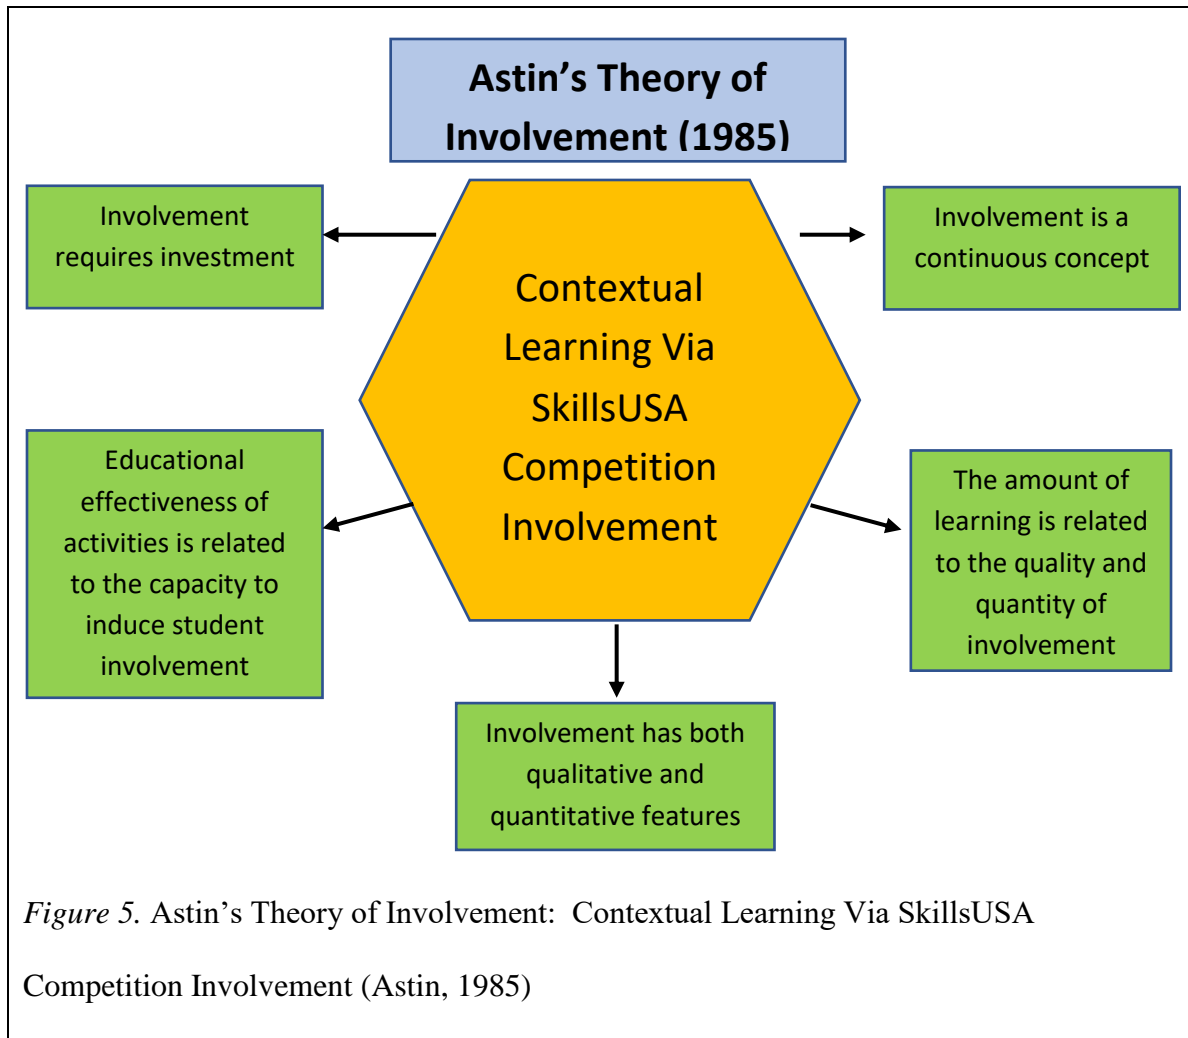 Astin’s Theory of
Involvement (1985)
Involvement
requires investment
Involvement is a
continuous concept
Contextual
Learning Via
SkillsUSA
Competition
Involvement
Educational
effectiveness of
activities is related
to the capacity to
induce student
involvement
The amount of
learning is related
to the quality and
quantity of
involvement
Involvement has both
qualitative and
quantitative features
Figure 5. Astin’s Theory of Involvement:  Contextual Learning Via SkillsUSA
Competition Involvement (Astin, 1985)